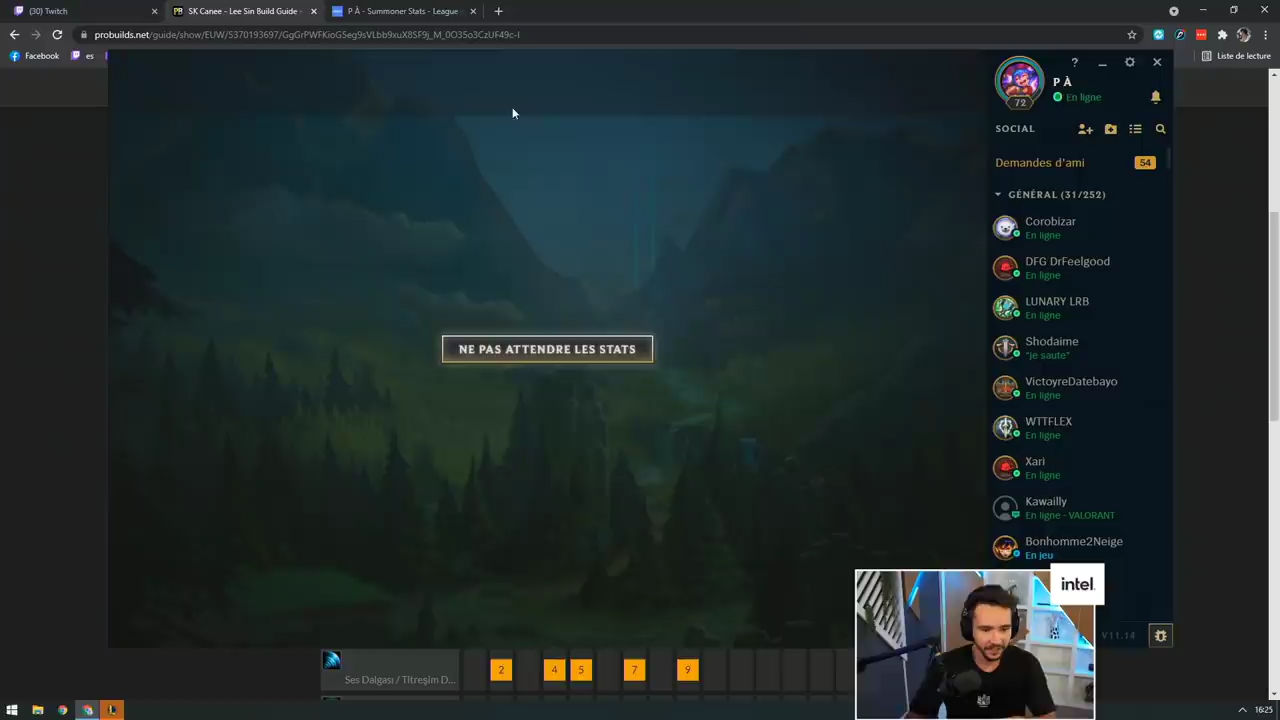 (30) Twitch
SK Canee - Lee Sin Build Guide -
P À - Summoner Stats - League
probuilds.net/guide/show/EUW/5370193697/GgGrPWFKioG5eg9sVLbb9xuX8SF9j_M_0O35o3CzUF49c-I
Facebook
es
Liste de lecture
P À
72
En ligne
SOCIAL
Demandes d'ami
54
GÉNÉRAL (31/252)
Corobizar
En ligne
DFG DrFeelgood
En ligne
LUNARY LRB
En ligne
Shodaime
"je saute"
NE PAS ATTENDRE LES STATS
VictoyreDatebayo
En ligne
WTTFLEX
En ligne
Xari
En ligne
Kawailly
En ligne - VALORANT
Bonhomme2Neige
En jeu
intel
V11.14
Ses Dalgası / Titreşim D...
2 4 5 7 9
16:25